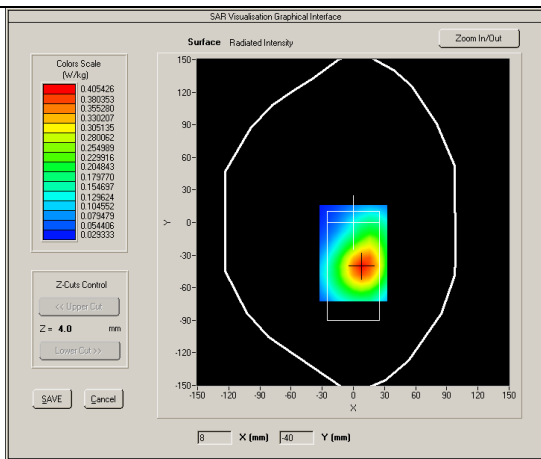 SAR Visualisation Graphical Interface
Surface Radiated Intensity
Zoom In/Out
Colors Scale
(W/kg)
0.405426
0.380353
0.355280
0.330207
0.305135
0.280062
0.254989
0.229916
0.204843
0.179770
0.154697
0.129624
0.104552
0.079479
0.054406
0.029333
Z-Cuts Control
<< Upper Cut
Z = 4.0 mm
Lower Cut >>
SAVE Cancel
150
120
90
60
30
0
-30
-60
-90
-120
-150
Y
-150 -120 -90 -60 -30 0 30 60 90 120 150
X
8 X (mm) -40 Y (mm)